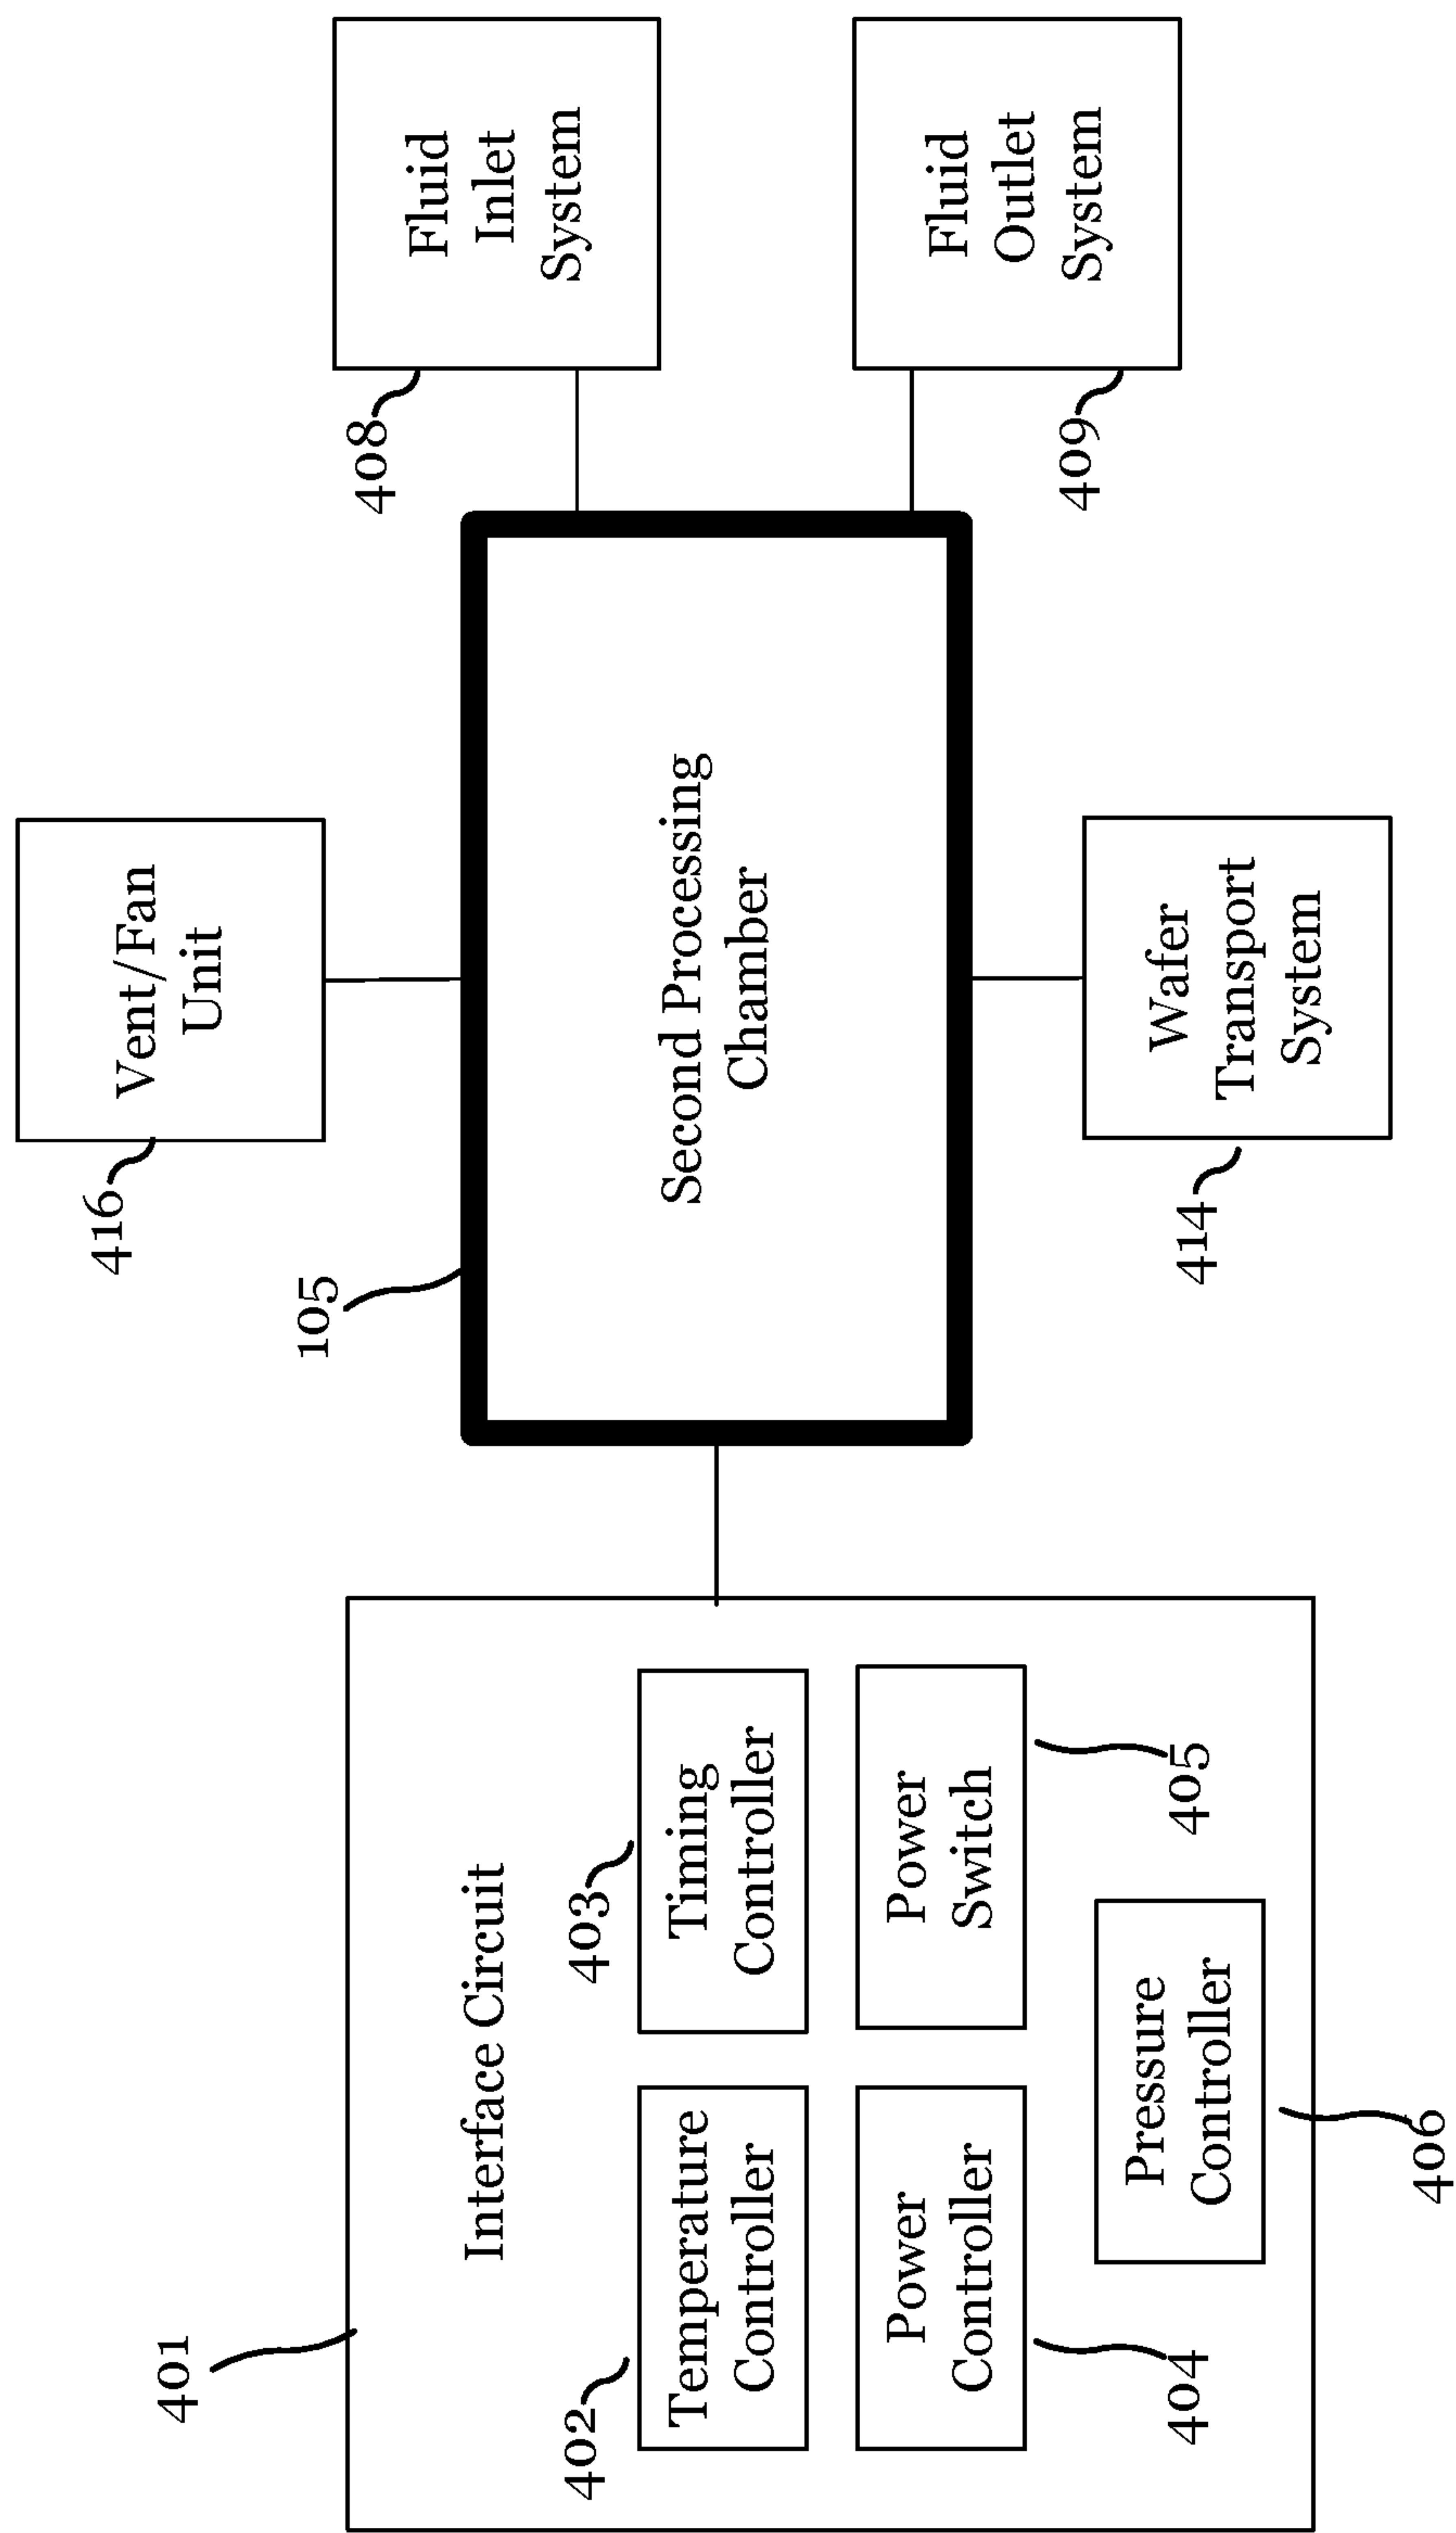 416
Vent/Fan
Unit
401
105
408
Fluid
Inlet
System
Interface Circuit
402
Temperature
Controller
403
Timing
Controller
Second Processing
Chamber
404
Power
Controller
405
Power
Switch
409
Fluid
Outlet
System
406
Pressure
Controller
414
Wafer
Transport
System